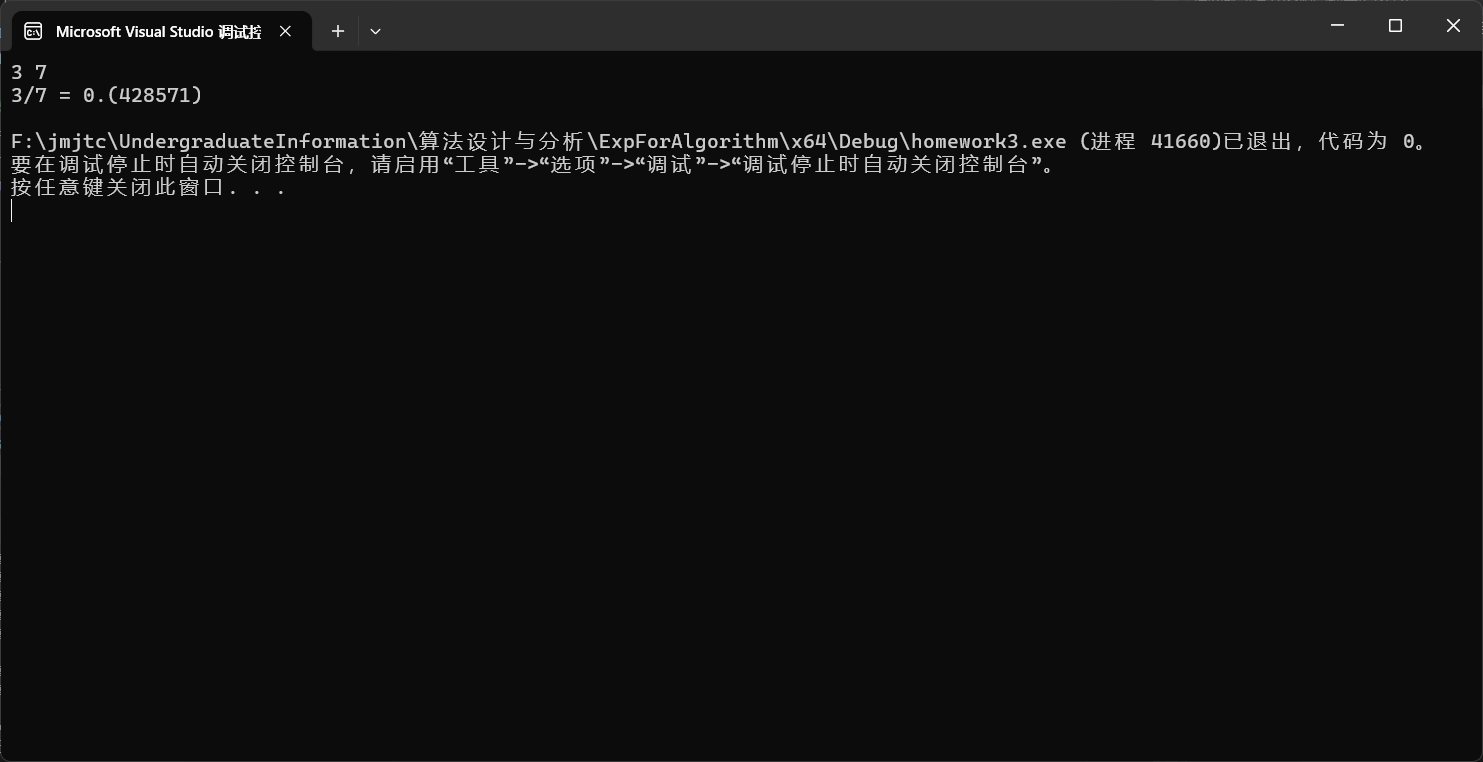 Microsoft Visual Studio 调试控
3 7
3/7 = 0.(428571)
F:\jmjtc\UndergraduateInformation\算法设计与分析\ExpForAlgorithm\x64\Debug\homework3.exe (进程 41660)已退出，代码为 0。
要在调试停止时自动关闭控制台，请启用“工具”->“选项”->“调试”->“调试停止时自动关闭控制台”。
按任意键关闭此窗口. . .